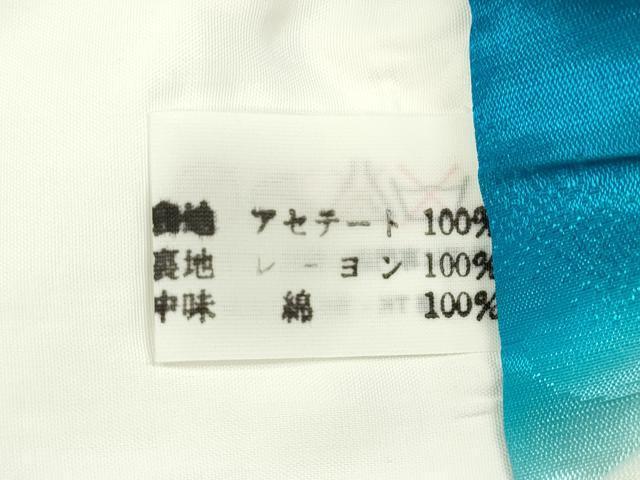 アセテート 100%
裏地 レーヨン 100%
中味 綿 100%